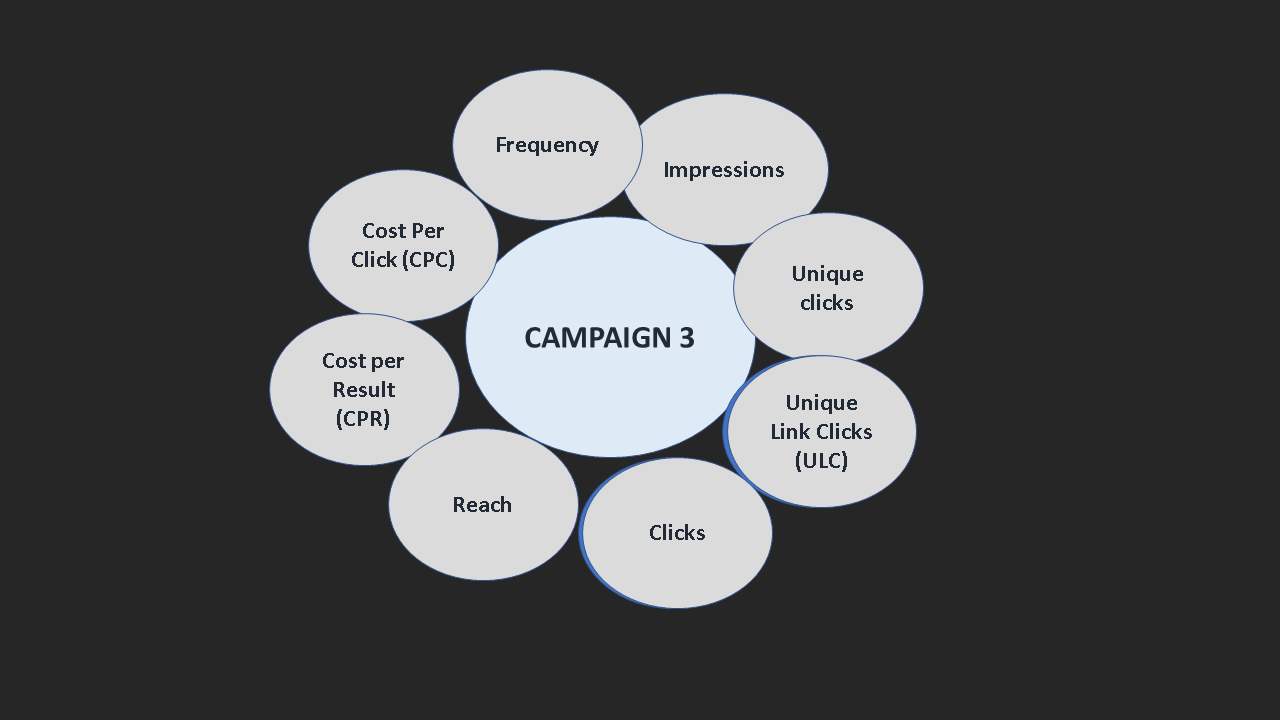 Frequency
Impressions
Cost Per
Click (CPC)
Unique
clicks
CAMPAIGN 3
Cost per
Result
(CPR)
Unique
Link Clicks
(ULC)
Reach
Clicks